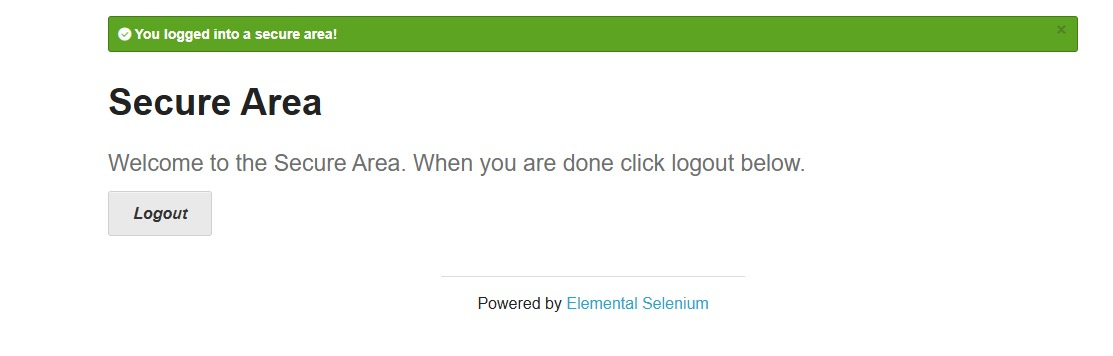 You logged into a secure area!
×
Secure Area
Welcome to the Secure Area. When you are done click logout below.
Logout
Powered by Elemental Selenium